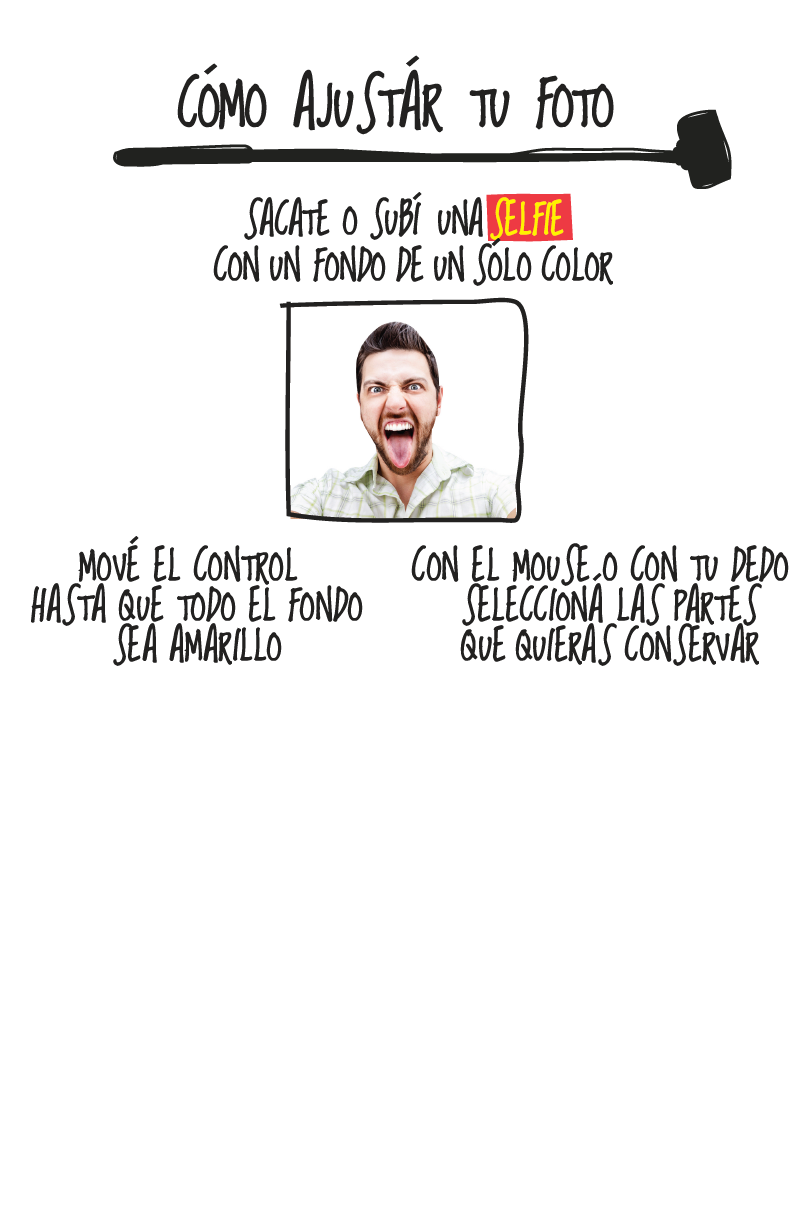 CÓMO AJUSTÁR TU FOTO
SACATE O SUBÍ UNA SELFIE
CON UN FONDO DE UN SÓLO COLOR
MOVÉ EL CONTROL
HASTA QUE TODO EL FONDO
SEA AMARILLO
CON EL MOUSE O CON TU DEDO
SELECCIONÁ LAS PARTES
QUE QUIERAS CONSERVAR